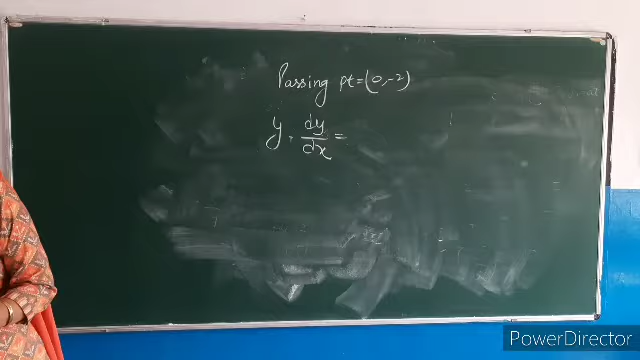 Passing pt=(0,-2)
y . dy/dx =
PowerDirector